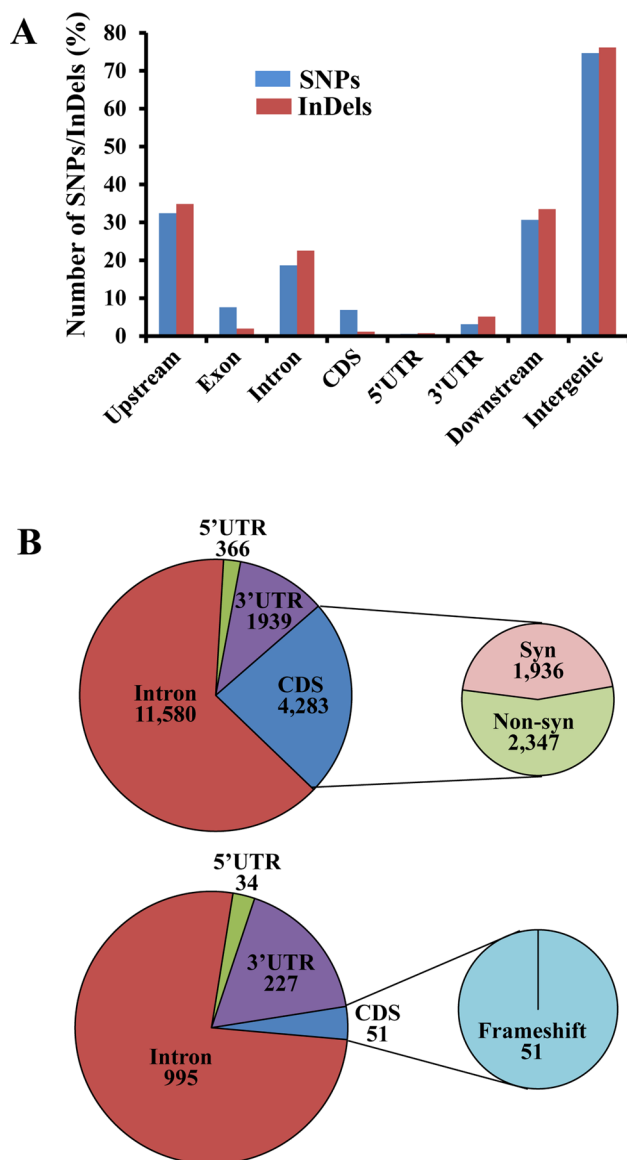 A
Number of SNPs/InDels (%)
80
70
60
50
40
30
20
10
0
SNPs
InDels
Upstream
Exon
Intron
CDS
5'UTR
3'UTR
Downstream
Intergenic
B
5’UTR
366
3’UTR
1939
Intron
11,580
CDS
4,283
Syn
1,936
Non-syn
2,347
5’UTR
34
3’UTR
227
CDS
51
Intron
995
Frameshift
51